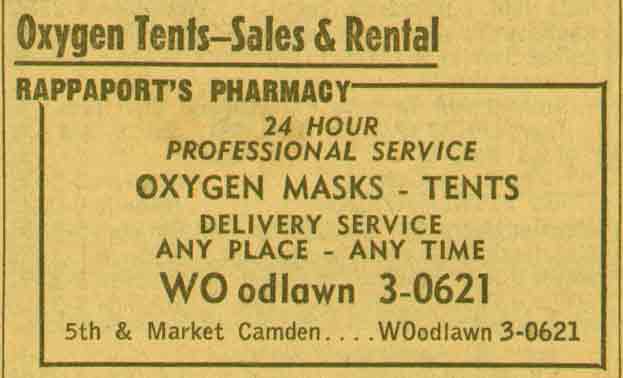 Oxygen Tents–Sales & Rental
RAPPAPORT'S PHARMACY
24 HOUR
PROFESSIONAL SERVICE
OXYGEN MASKS - TENTS
DELIVERY SERVICE
ANY PLACE - ANY TIME
WO odlawn 3-0621
5th & Market Camden....WOodlawn 3-0621